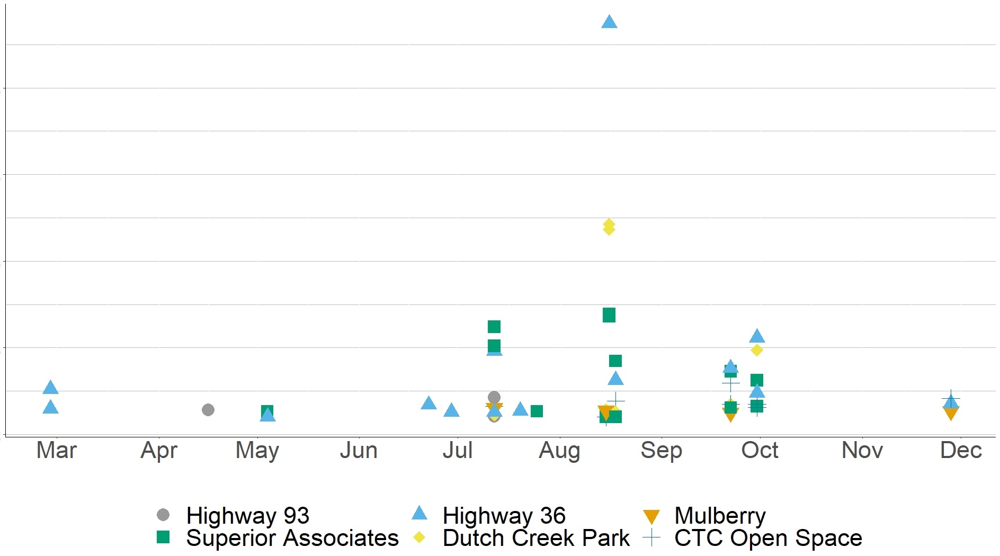 Mar Apr May Jun Jul Aug Sep Oct Nov Dec
Highway 93 Highway 36 Mulberry
Superior Associates Dutch Creek Park CTC Open Space